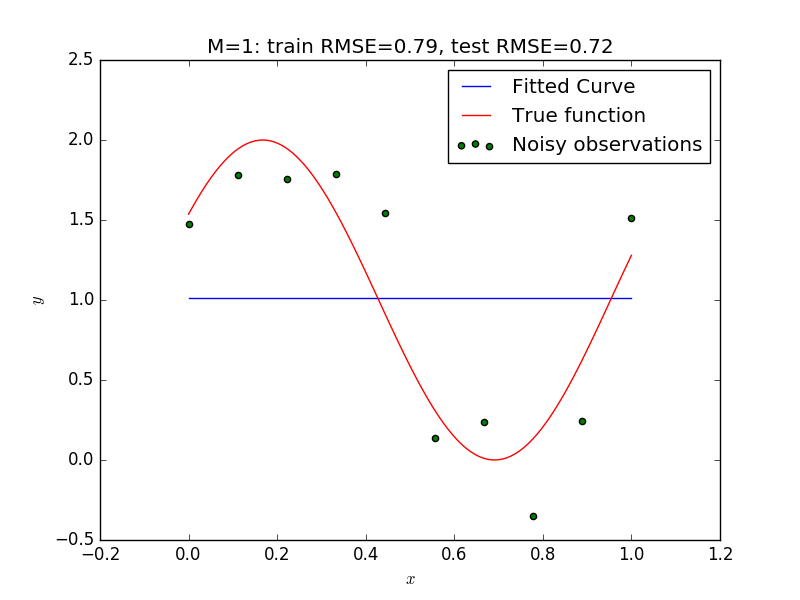 M=1: train RMSE=0.79, test RMSE=0.72
Fitted Curve
True function
Noisy observations
2.5
2.0
1.5
1.0
0.5
0.0
−0.5
y
−0.2 0.0 0.2 0.4 0.6 0.8 1.0 1.2
x